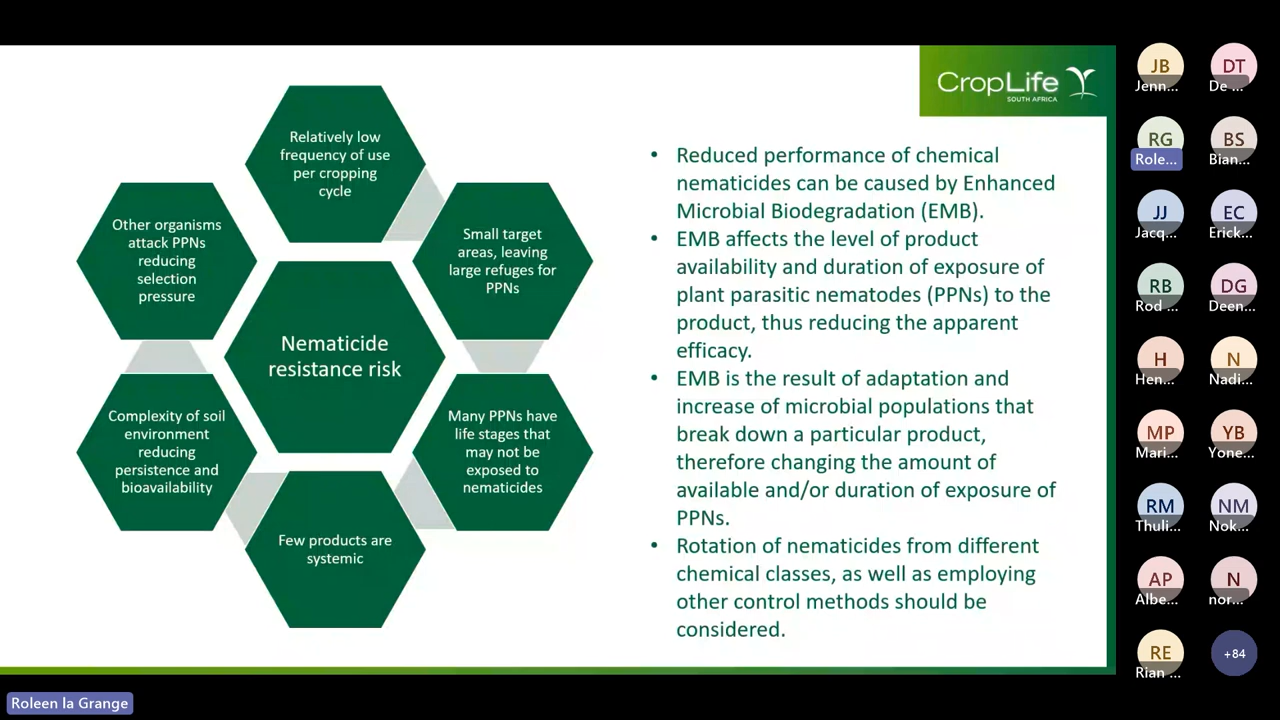 CropLife
SOUTH AFRICA
Relatively low
frequency of use
per cropping
cycle
Small target
areas, leaving
large refuges for
PPNs
Many PPNs have
life stages that
may not be
exposed to
nematicides
Few products are
systemic
Complexity of soil
environment
reducing
persistence and
bioavailability
Other organisms
attack PPNs
reducing
selection
pressure
Nematicide
resistance risk
• Reduced performance of chemical
nematicides can be caused by Enhanced
Microbial Biodegradation (EMB).
• EMB affects the level of product
availability and duration of exposure of
plant parasitic nematodes (PPNs) to the
product, thus reducing the apparent
efficacy.
• EMB is the result of adaptation and
increase of microbial populations that
break down a particular product,
therefore changing the amount of
available and/or duration of exposure of
PPNs.
• Rotation of nematicides from different
chemical classes, as well as employing
other control methods should be
considered.
JB
Jenn...
DT
De ...
RG
Role...
BS
Bian...
JJ
Jacq...
EC
Erick...
RB
Rod ...
DG
Deen...
H
Hen...
N
Nadi...
MP
Mari...
YB
Yone...
RM
Thuli...
NM
Nok...
AP
Albe...
N
nor...
RE
Rian ...
+84
Roleen la Grange